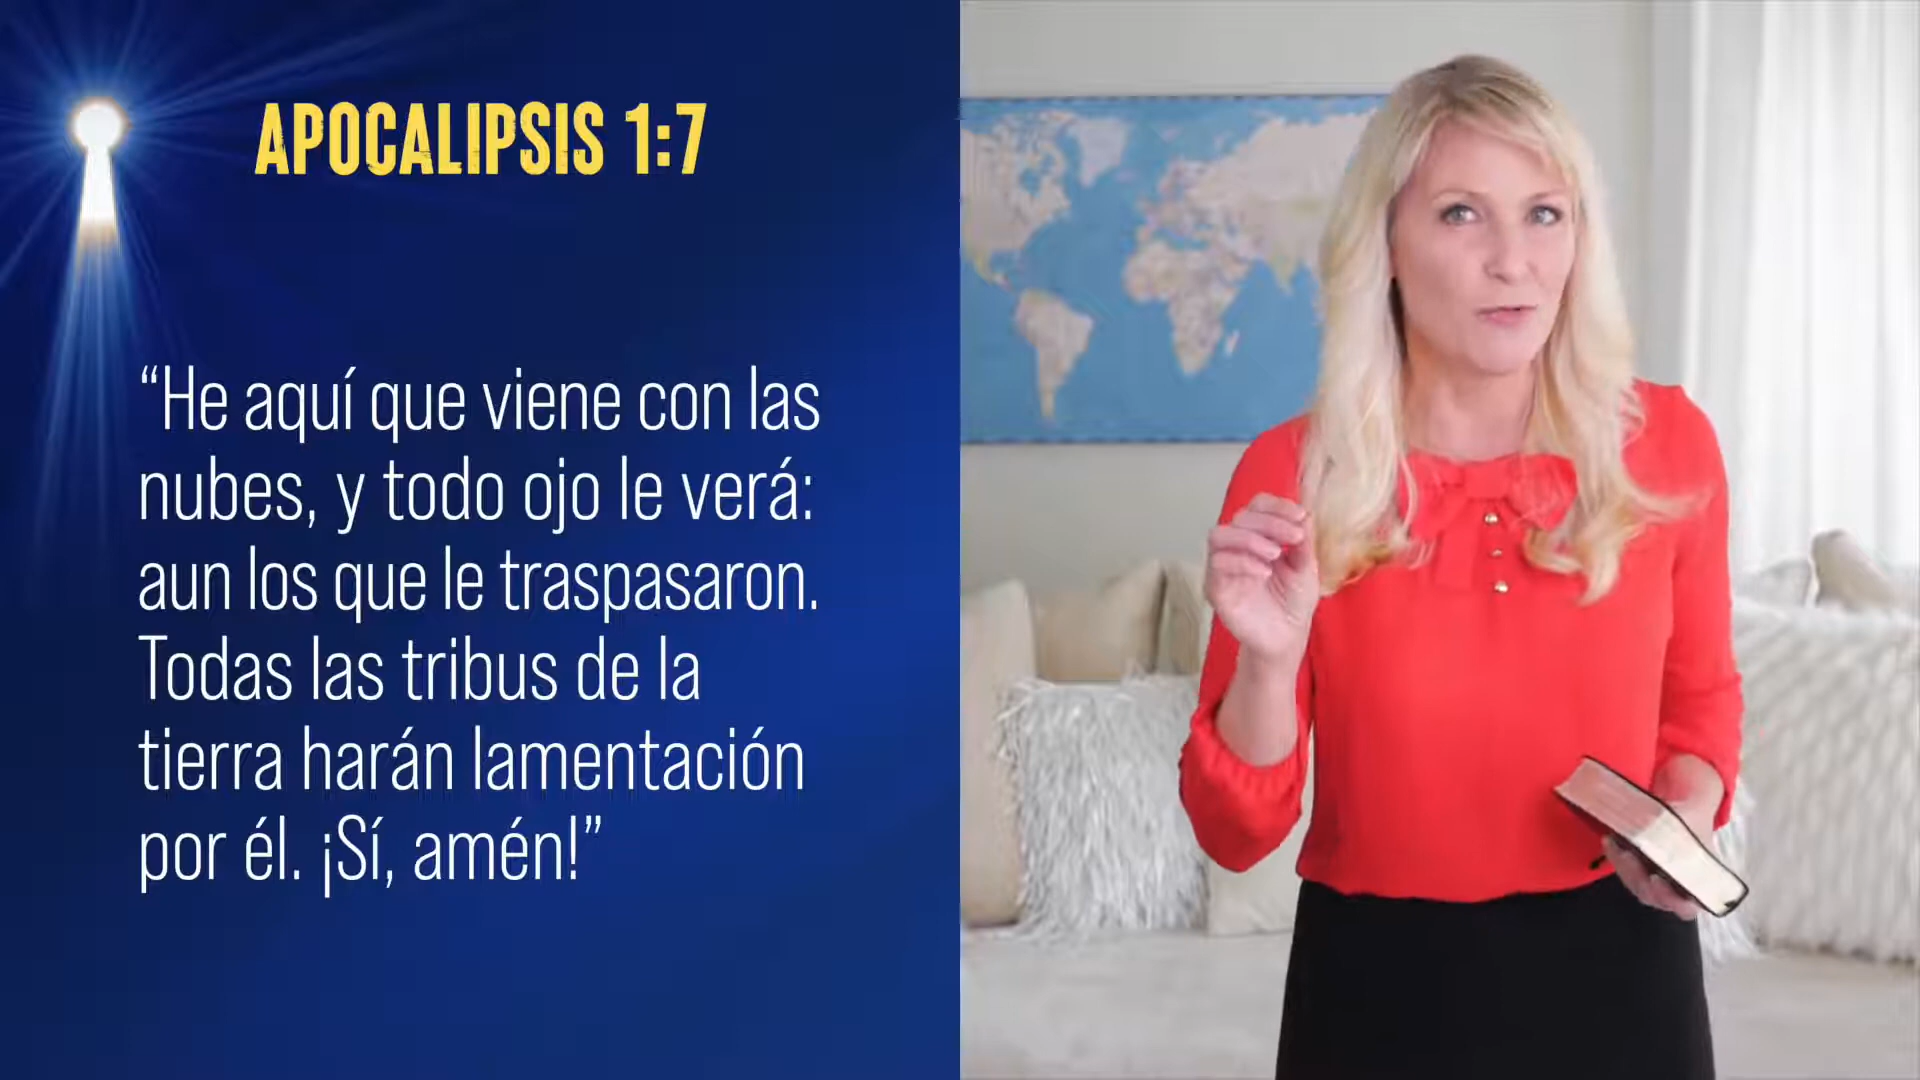 APOCALIPSIS 1:7
“He aquí que viene con las
nubes, y todo ojo le verá:
aun los que le traspasaron.
Todas las tribus de la
tierra harán lamentación
por él. ¡Sí, amén!”